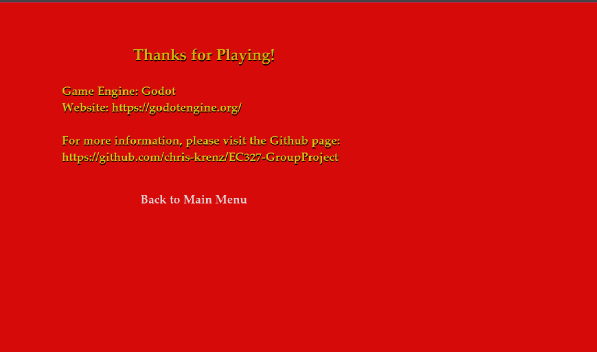 Thanks for Playing!
Game Engine: Godot
Website: https://godotengine.org/
For more information, please visit the Github page:
https://github.com/chris-krenz/EC327-GroupProject
Back to Main Menu